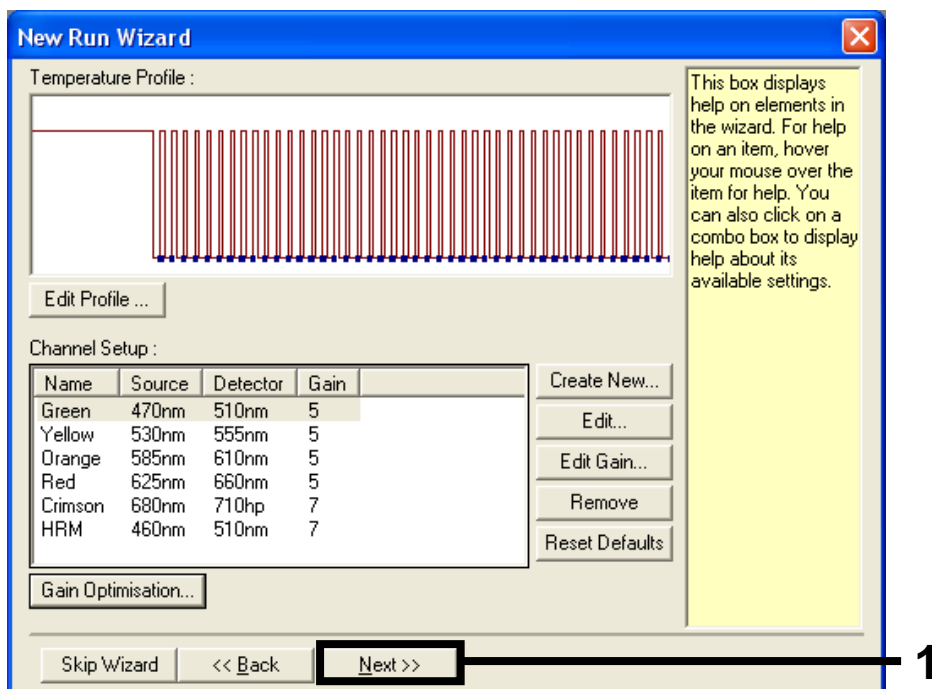 New Run Wizard
Temperature Profile :
Edit Profile ...
Channel Setup :
Name Source Detector Gain
Green 470nm 510nm 5
Yellow 530nm 555nm 5
Orange 585nm 610nm 5
Red 625nm 660nm 5
Crimson 680nm 710hp 7
HRM 460nm 510nm 7
Create New...
Edit...
Edit Gain...
Remove
Reset Defaults
Gain Optimisation...
This box displays
help on elements in
the wizard. For help
on an item, hover
your mouse over the
item for help. You
can also click on a
combo box to display
help about its
available settings.
Skip Wizard << Back Next >>
1